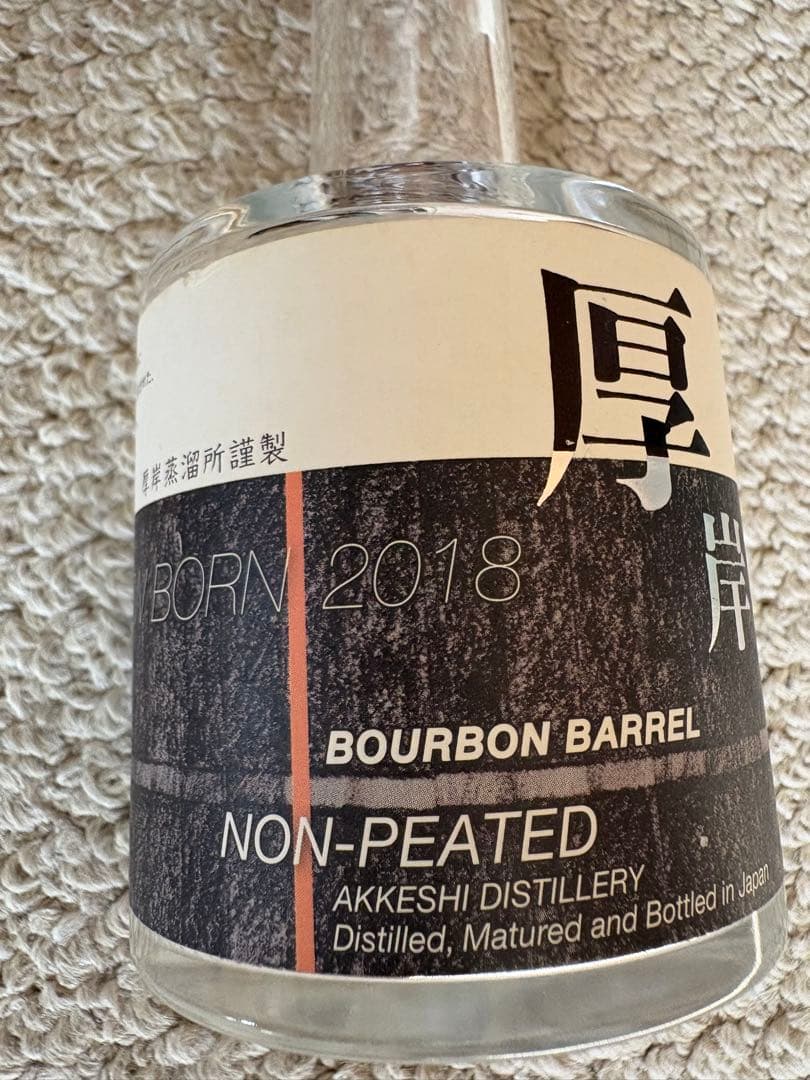 厚岸
厚岸蒸溜所謹製
BORN 2018
BOURBON BARREL
NON-PEATED
AKKESHI DISTILLERY
Distilled, Matured and Bottled in Japan